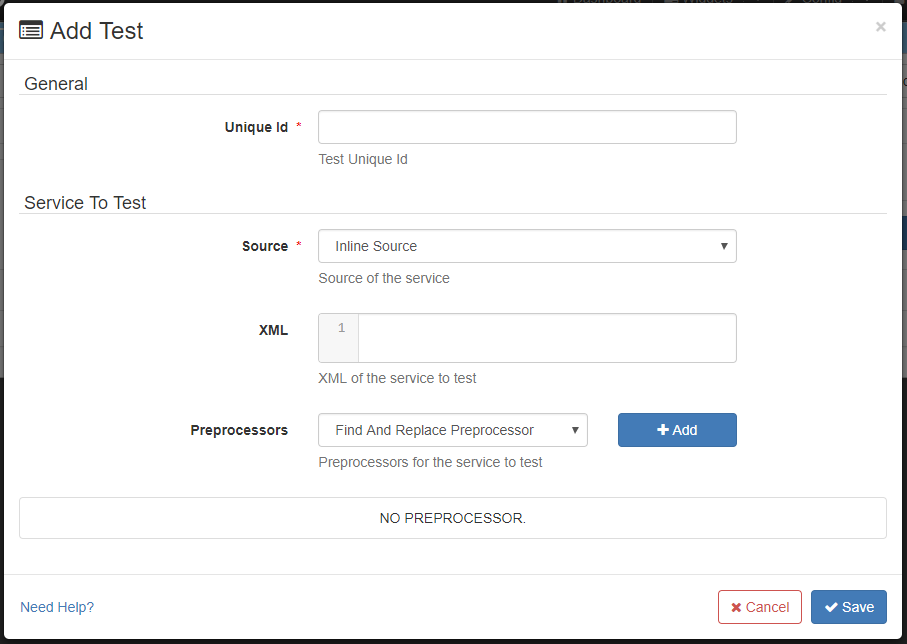 Add Test
×
General
Unique Id *
Test Unique Id
Service To Test
Source *
Inline Source
Source of the service
XML
1
XML of the service to test
Preprocessors
Find And Replace Preprocessor
Add
Preprocessors for the service to test
NO PREPROCESSOR.
Need Help?
Cancel
Save